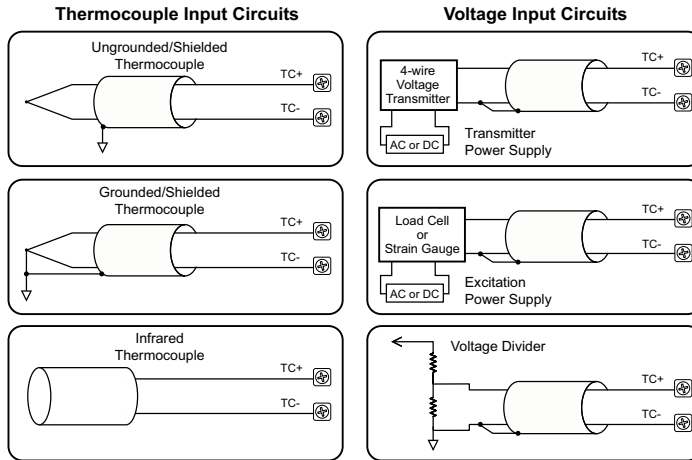 Thermocouple Input Circuits
Ungrounded/Shielded
Thermocouple
TC+
TC-
Grounded/Shielded
Thermocouple
TC+
TC-
Infrared
Thermocouple
TC+
TC-
Voltage Input Circuits
4-wire
Voltage
Transmitter
AC or DC
Transmitter
Power Supply
TC+
TC-
Load Cell
or
Strain Gauge
AC or DC
Excitation
Power Supply
TC+
TC-
Voltage Divider
TC+
TC-